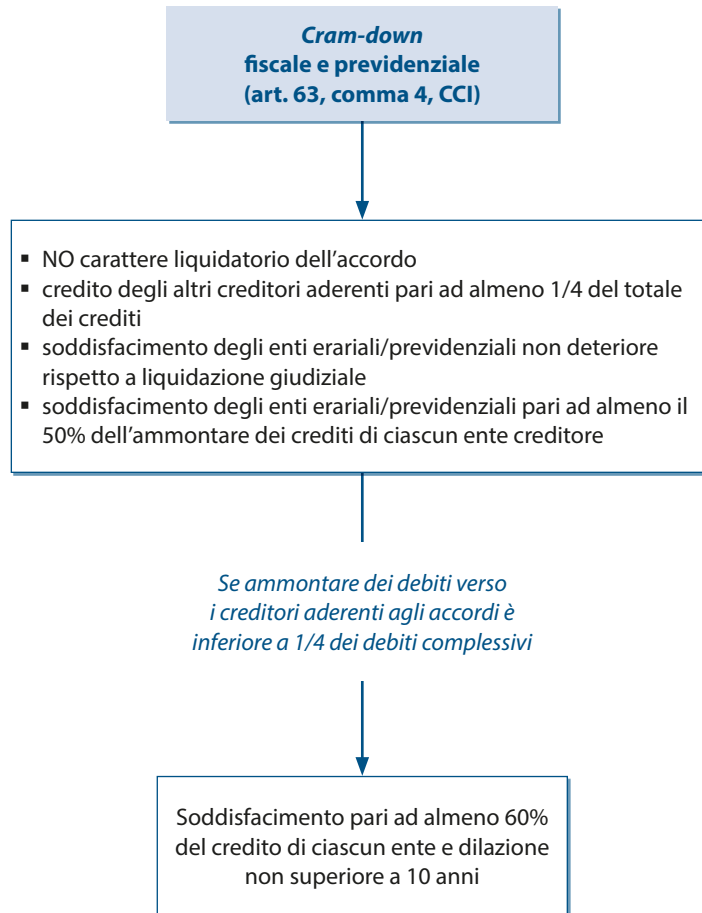 Cram-down
fiscale e previdenziale
(art. 63, comma 4, CCI)
▪ NO carattere liquidatorio dell’accordo
▪ credito degli altri creditori aderenti pari ad almeno 1/4 del totale
dei crediti
▪ soddisfacimento degli enti erariali/previdenziali non deteriore
rispetto a liquidazione giudiziale
▪ soddisfacimento degli enti erariali/previdenziali pari ad almeno il
50% dell’ammontare dei crediti di ciascun ente creditore
Se ammontare dei debiti verso
i creditori aderenti agli accordi è
inferiore a 1/4 dei debiti complessivi
Soddisfacimento pari ad almeno 60%
del credito di ciascun ente e dilazione
non superiore a 10 anni